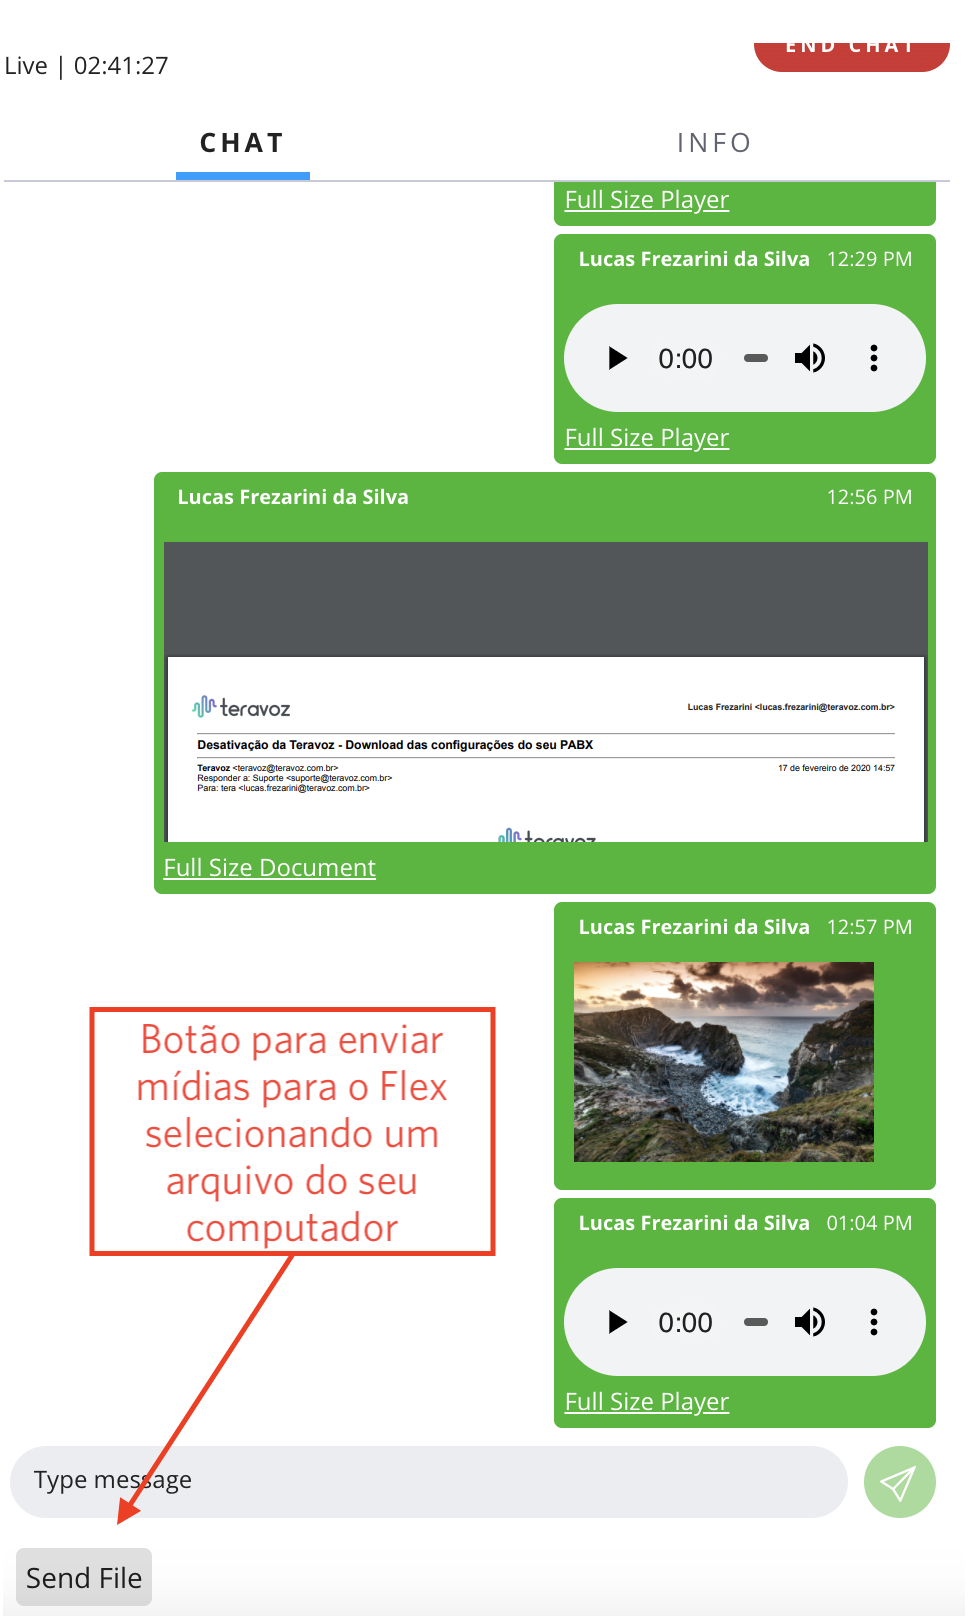 END CHAT
Live | 02:41:27
CHAT
INFO
Full Size Player
Lucas Frezarini da Silva 12:29 PM
0:00
Full Size Player
Lucas Frezarini da Silva 12:56 PM
teravoz
Lucas Frezarini <lucas.frezarini@teravoz.com.br>
Desativação da Teravoz - Download das configurações do seu PABX
Teravoz <teravoz@teravoz.com.br>
17 de fevereiro de 2020 14:57
Responder a: Suporte <suporte@teravoz.com.br>
Para: tera <lucas.frezarini@teravoz.com.br>
teravoz
Full Size Document
Lucas Frezarini da Silva 12:57 PM
Botão para enviar
mídias para o Flex
selecionando um
arquivo do seu
computador
Lucas Frezarini da Silva 01:04 PM
0:00
Full Size Player
Type message
Send File